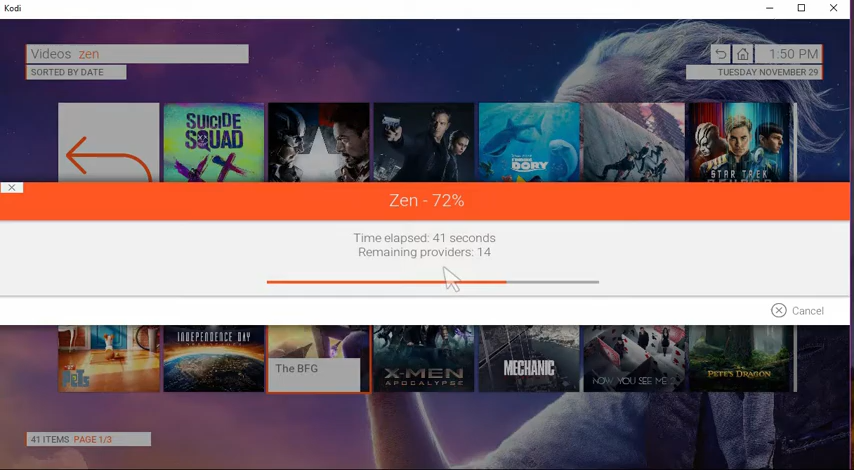 Kodi
Videos zen
1:50 PM
SORTED BY DATE
TUESDAY NOVEMBER 29
SUICIDE
SQUAD
FINDING
DORY
STAR TREK
BEYOND
Zen - 72%
Time elapsed: 41 seconds
Remaining providers: 14
Cancel
PETS
INDEPENDENCE DAY
The BFG
X-MEN
APOCALYPSE
MECHANIC
NOW YOU SEE ME
PETE'S DRAGON
41 ITEMS PAGE 1/3